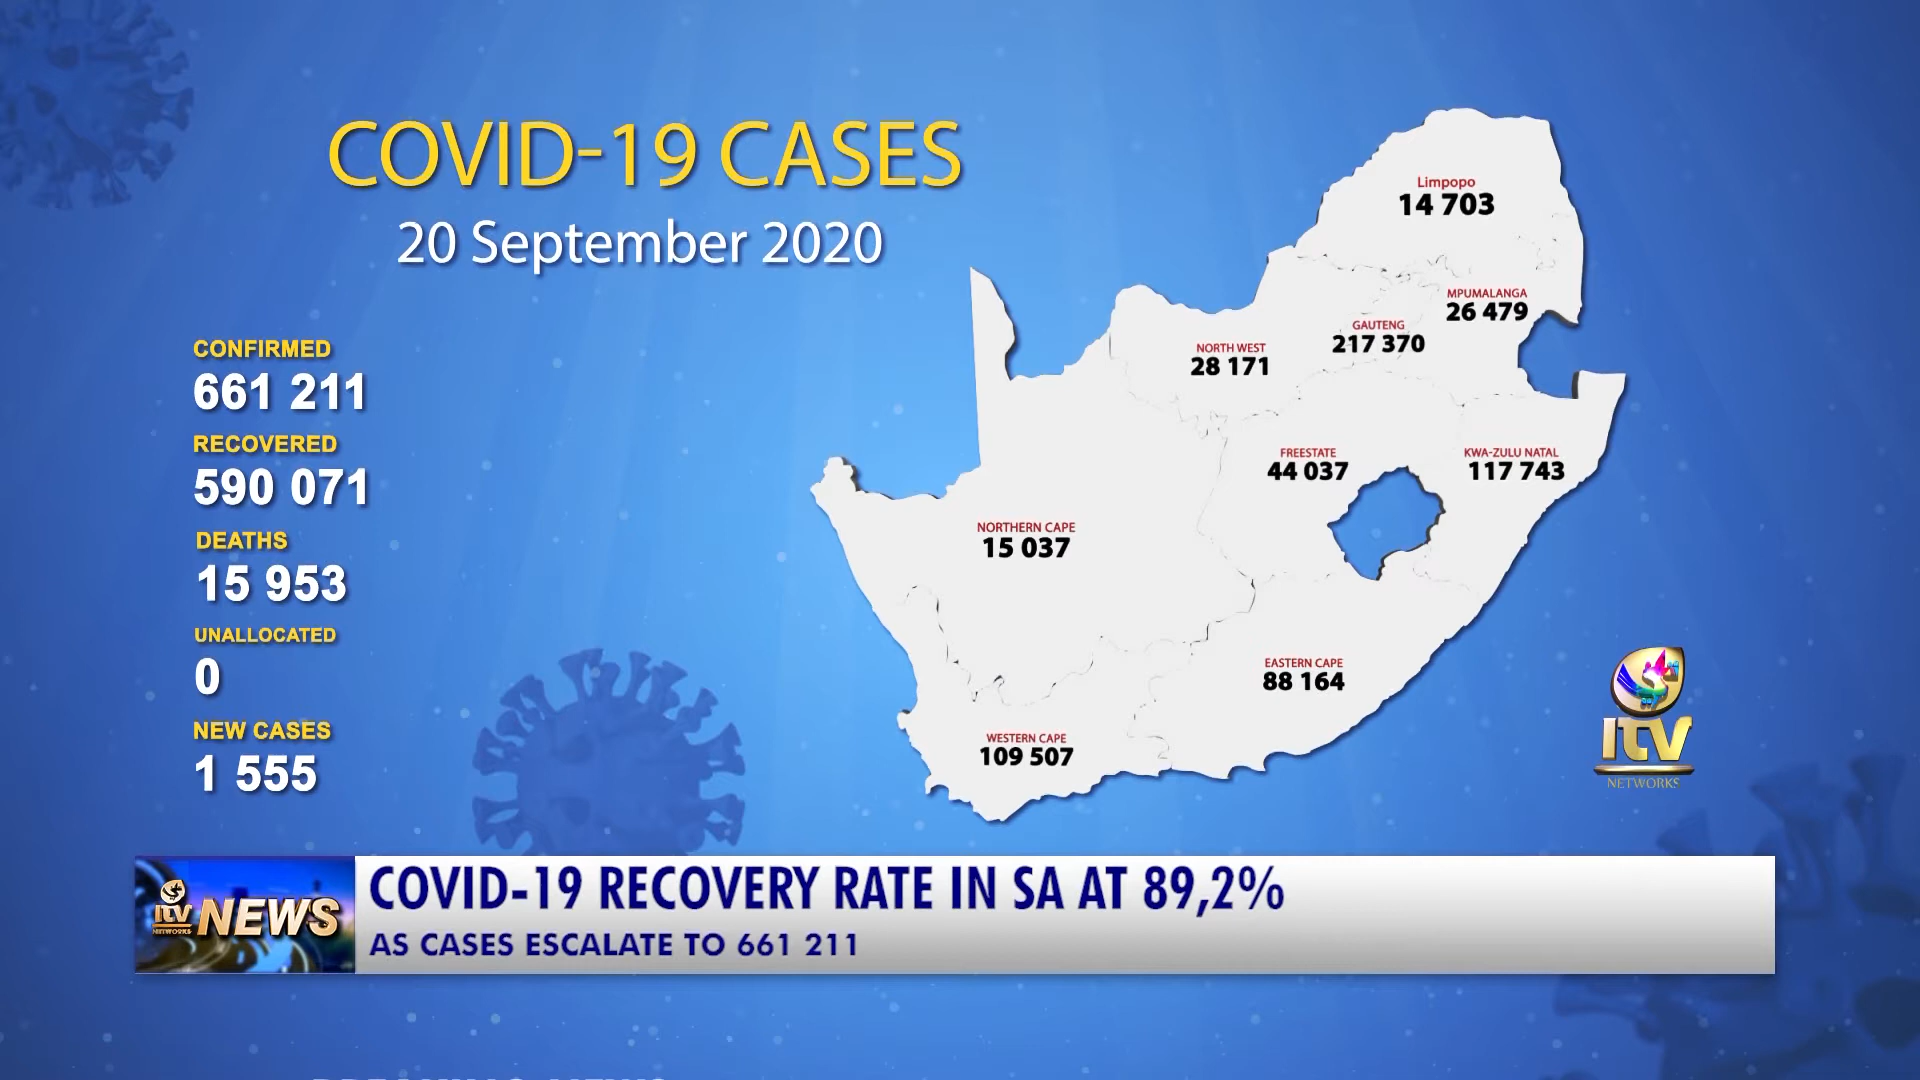 COVID-19 CASES
20 September 2020
CONFIRMED
661 211
RECOVERED
590 071
DEATHS
15 953
UNALLOCATED
0
NEW CASES
1 555
Limpopo
14 703
MPUMALANGA
26 479
GAUTENG
217 370
NORTH WEST
28 171
FREESTATE
44 037
KWA-ZULU NATAL
117 743
NORTHERN CAPE
15 037
EASTERN CAPE
88 164
WESTERN CAPE
109 507
ITV
NETWORKS
ITV
NETWORKS
NEWS
COVID-19 RECOVERY RATE IN SA AT 89,2%
AS CASES ESCALATE TO 661 211